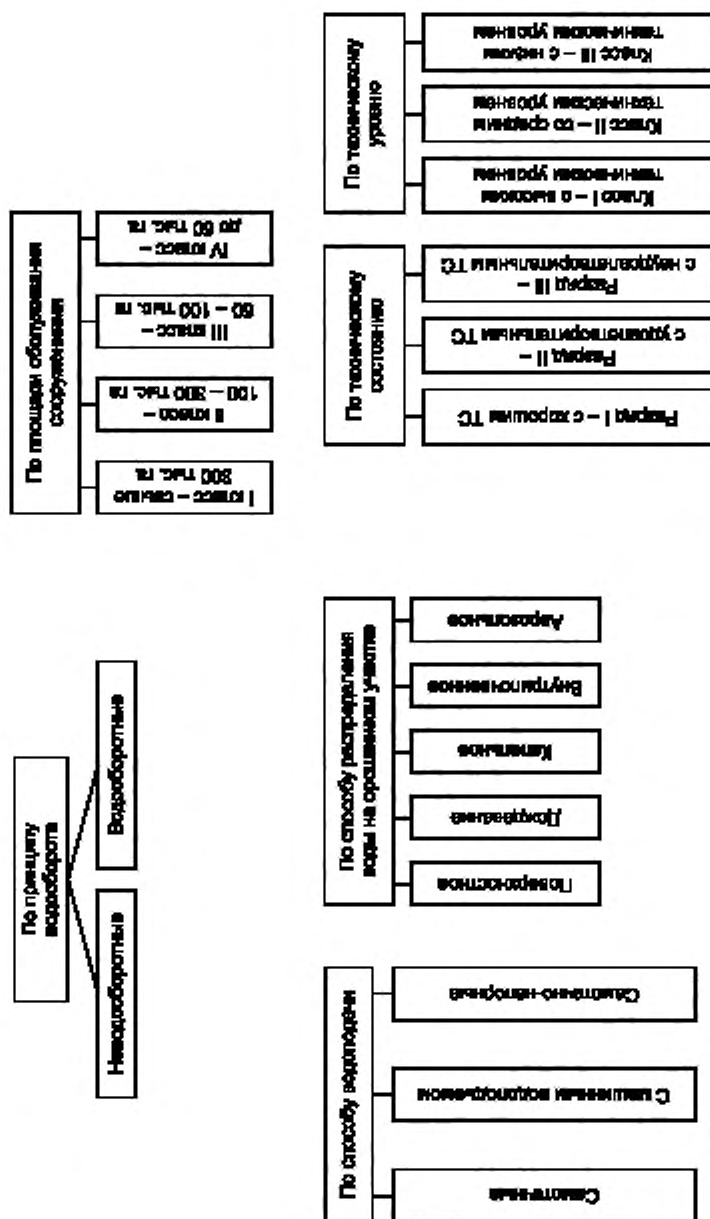 По принципу
водооборота
Неводооборотные
Водооборотные
По площади обслуживания
сооружениями
I класс – свыше
300 тыс. га
II класс –
100 – 300 тыс. га
III класс –
60 – 100 тыс. га
IV класс –
до 60 тыс. га
По способу водоподачи
Самотечные
С машинным водоподъемом
Самотечно-напорные
По способу распределения
воды на орошаемом участке
Поверхностное
Дождевание
Капельное
Внутрипочвенное
Аэрозольное
По техническому
состоянию
Разряд I – с хорошим ТС
Разряд II –
с удовлетворительным ТС
Разряд III –
с неудовлетворительным ТС
По техническому
уровню
Класс I – с высоким
техническим уровнем
Класс II – со средним
техническим уровнем
Класс III – с низким
техническим уровнем